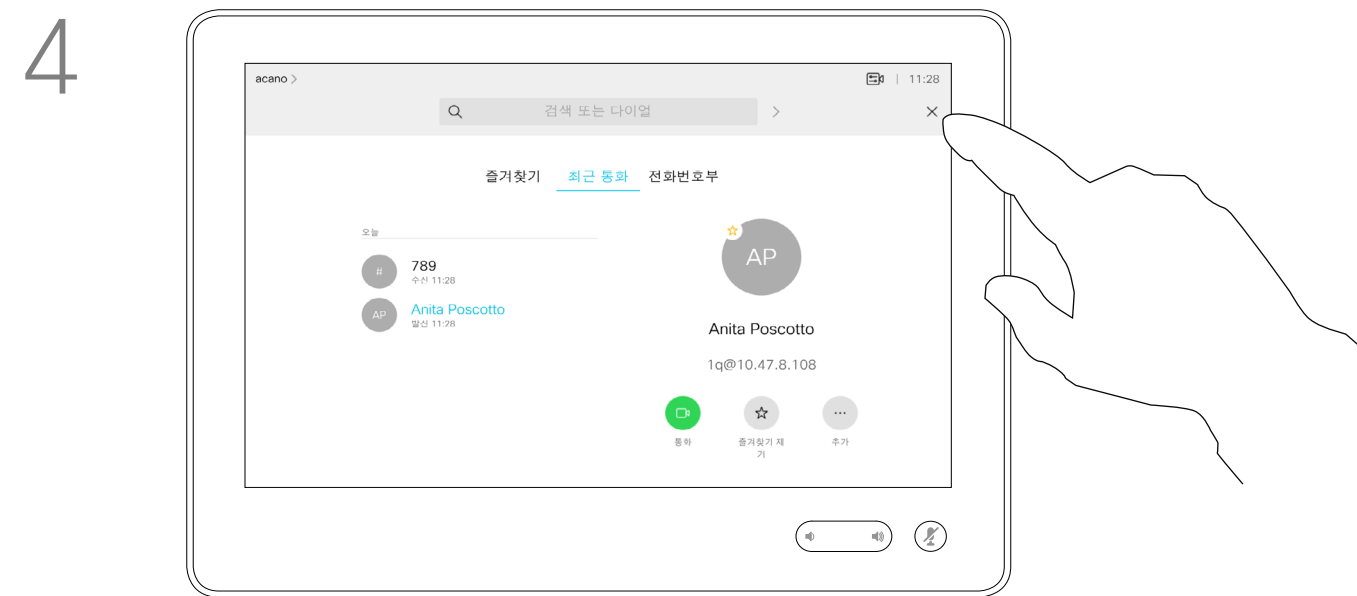 4
acano >
11:28
검색 또는 다이얼
즐겨찾기 최근 통화 전화번호부
오늘
#
789
수신 11:28
AP
Anita Poscotto
발신 11:28
AP
Anita Poscotto
1q@10.47.8.108
통화
즐겨찾기 제
기
추가